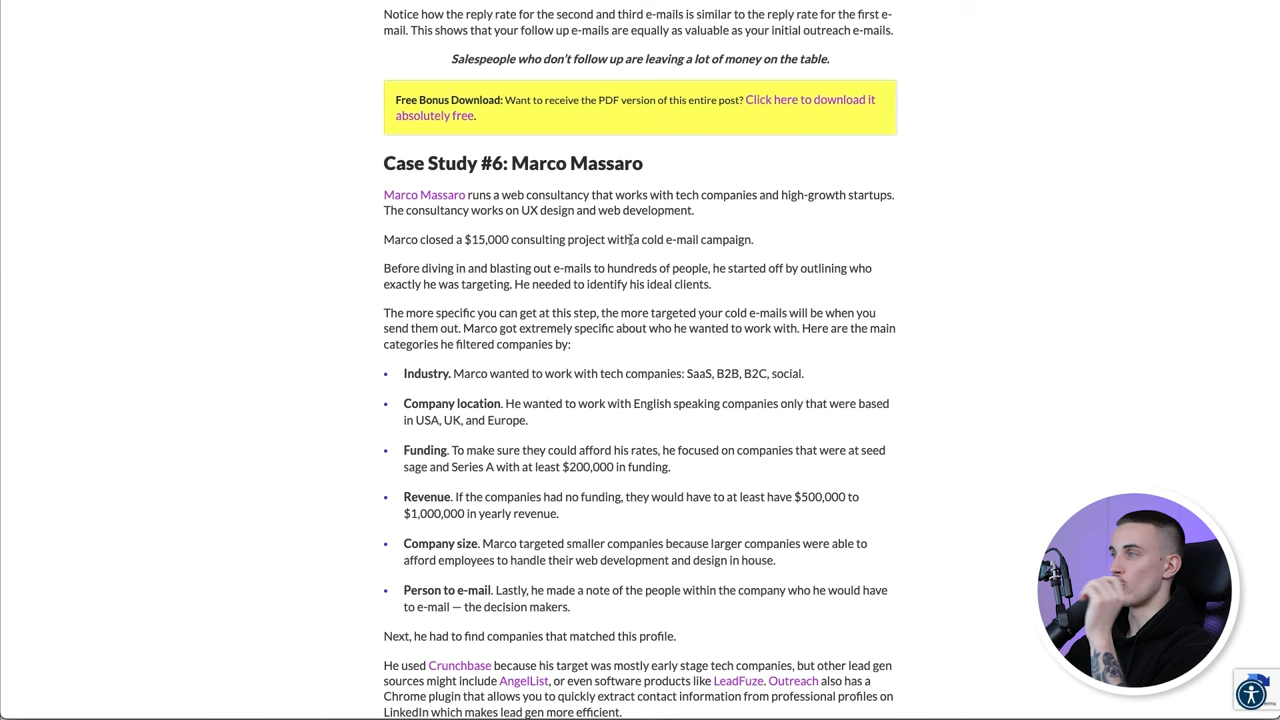 Notice how the reply rate for the second and third e-mails is similar to the reply rate for the first e-
mail. This shows that your follow up e-mails are equally as valuable as your initial outreach e-mails.
Salespeople who don't follow up are leaving a lot of money on the table.
Free Bonus Download: Want to receive the PDF version of this entire post? Click here to download it
absolutely free.
Case Study #6: Marco Massaro
Marco Massaro runs a web consultancy that works with tech companies and high-growth startups.
The consultancy works on UX design and web development.
Marco closed a $15,000 consulting project with a cold e-mail campaign.
Before diving in and blasting out e-mails to hundreds of people, he started off by outlining who
exactly he was targeting. He needed to identify his ideal clients.
The more specific you can get at this step, the more targeted your cold e-mails will be when you
send them out. Marco got extremely specific about who he wanted to work with. Here are the main
categories he filtered companies by:
• Industry. Marco wanted to work with tech companies: SaaS, B2B, B2C, social.
• Company location. He wanted to work with English speaking companies only that were based
in USA, UK, and Europe.
• Funding. To make sure they could afford his rates, he focused on companies that were at seed
sage and Series A with at least $200,000 in funding.
• Revenue. If the companies had no funding, they would have to at least have $500,000 to
$1,000,000 in yearly revenue.
• Company size. Marco targeted smaller companies because larger companies were able to
afford employees to handle their web development and design in house.
• Person to e-mail. Lastly, he made a note of the people within the company who he would have
to e-mail — the decision makers.
Next, he had to find companies that matched this profile.
He used Crunchbase because his target was mostly early stage tech companies, but other lead gen
sources might include AngelList, or even software products like LeadFuze. Outreach also has a
Chrome plugin that allows you to quickly extract contact information from professional profiles on
LinkedIn which makes lead gen more efficient.